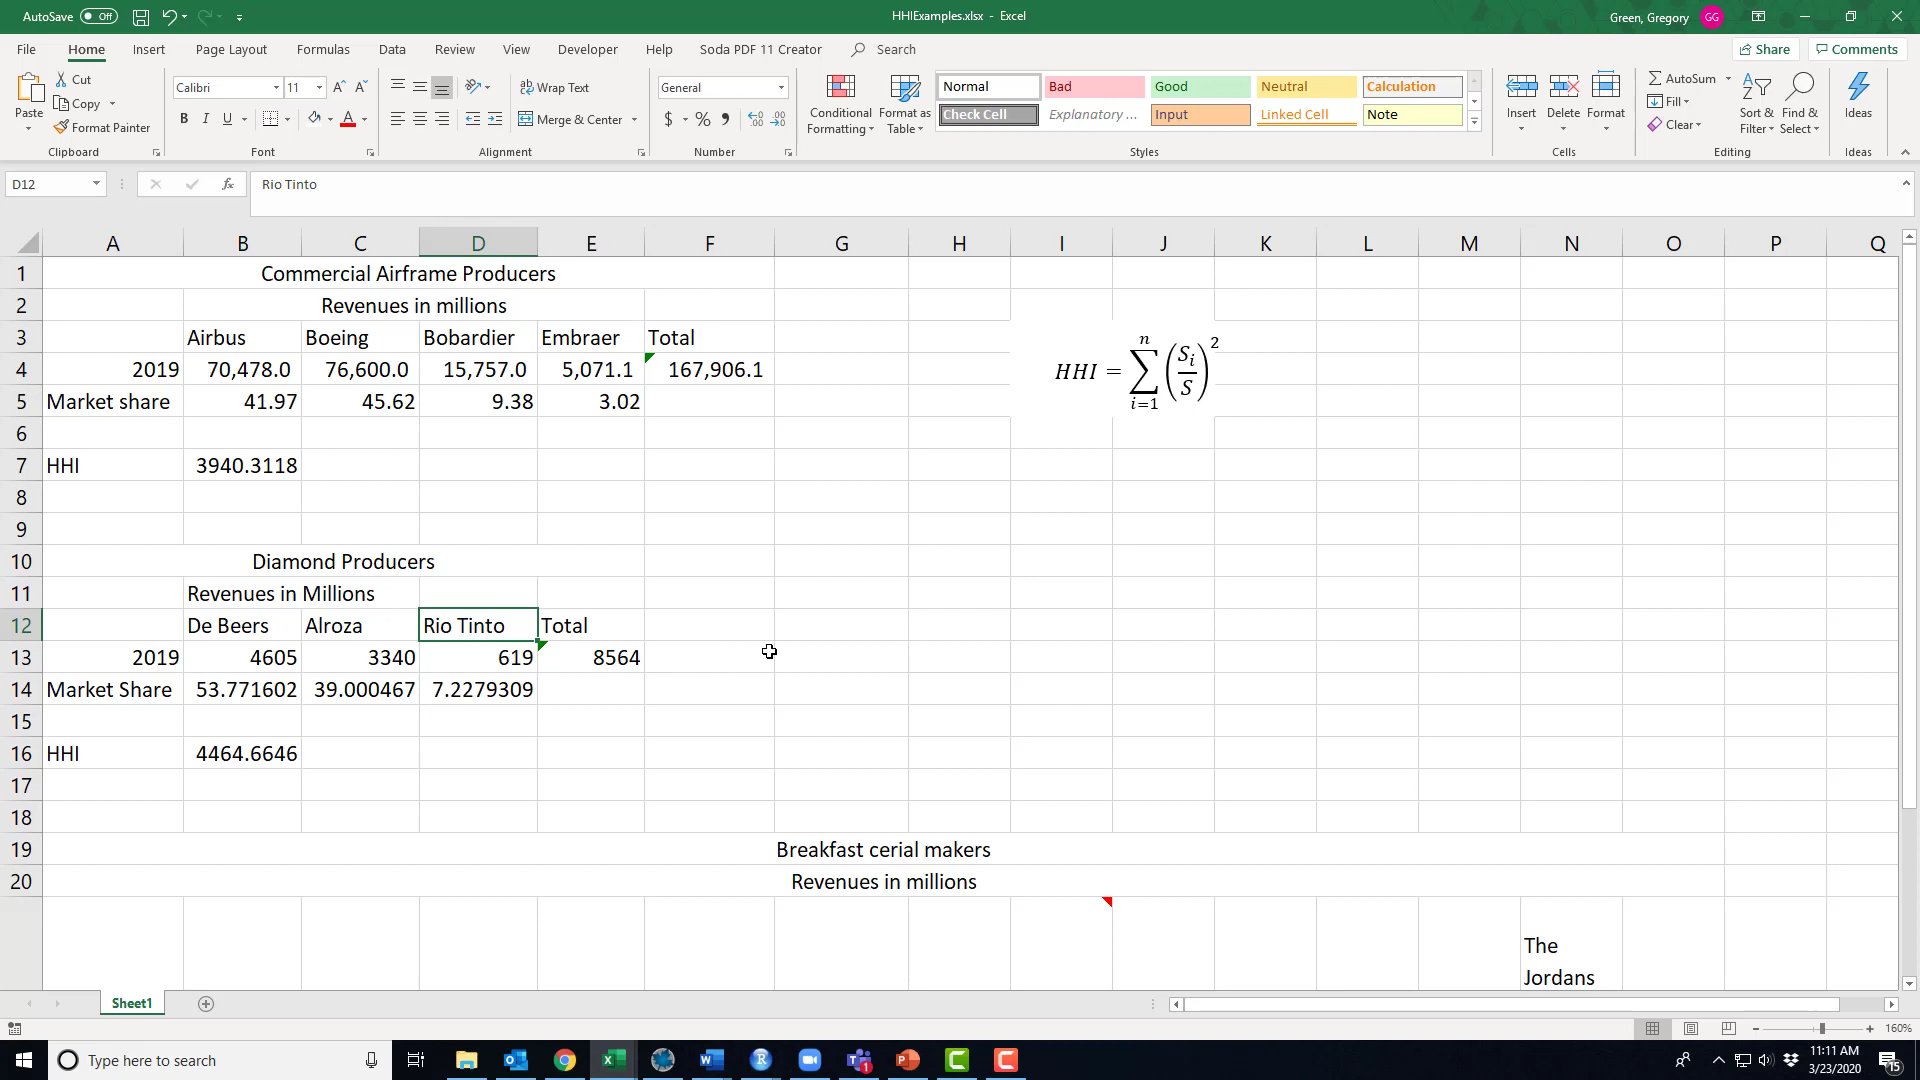 AutoSave Off HHIExamples.xlsx - Excel Green, Gregory GG
File Home Insert Page Layout Formulas Data Review View Developer Help Soda PDF 11 Creator Search Share Comments
Paste Cut Copy Format Painter Clipboard
Calibri 11 A A B I U A Font
Wrap Text Merge & Center Alignment
General $ % , Number
Conditional Formatting Format as Table
Normal Bad Good Neutral Calculation
Check Cell Explanatory ... Input Linked Cell Note
Styles
Insert Delete Format Cells
AutoSum Fill Clear Sort & Filter Find & Select Editing
Ideas Ideas
D12 fx Rio Tinto
A B C D E F G H I J K L M N O P Q
1 Commercial Airframe Producers
2 Revenues in millions
3 Airbus Boeing Bobardier Embraer Total
4 2019 70,478.0 76,600.0 15,757.0 5,071.1 167,906.1
HHI = ∑ i=1 n (Si/S)2
5 Market share 41.97 45.62 9.38 3.02
6
7 HHI 3940.3118
8
9
10 Diamond Producers
11 Revenues in Millions
12 De Beers Alroza Rio Tinto Total
13 2019 4605 3340 619 8564
14 Market Share 53.771602 39.000467 7.2279309
15
16 HHI 4464.6646
17
18
19 Breakfast cerial makers
20 Revenues in millions
The
Jordans
Sheet1
160%
Type here to search
11:11 AM
3/23/2020
15